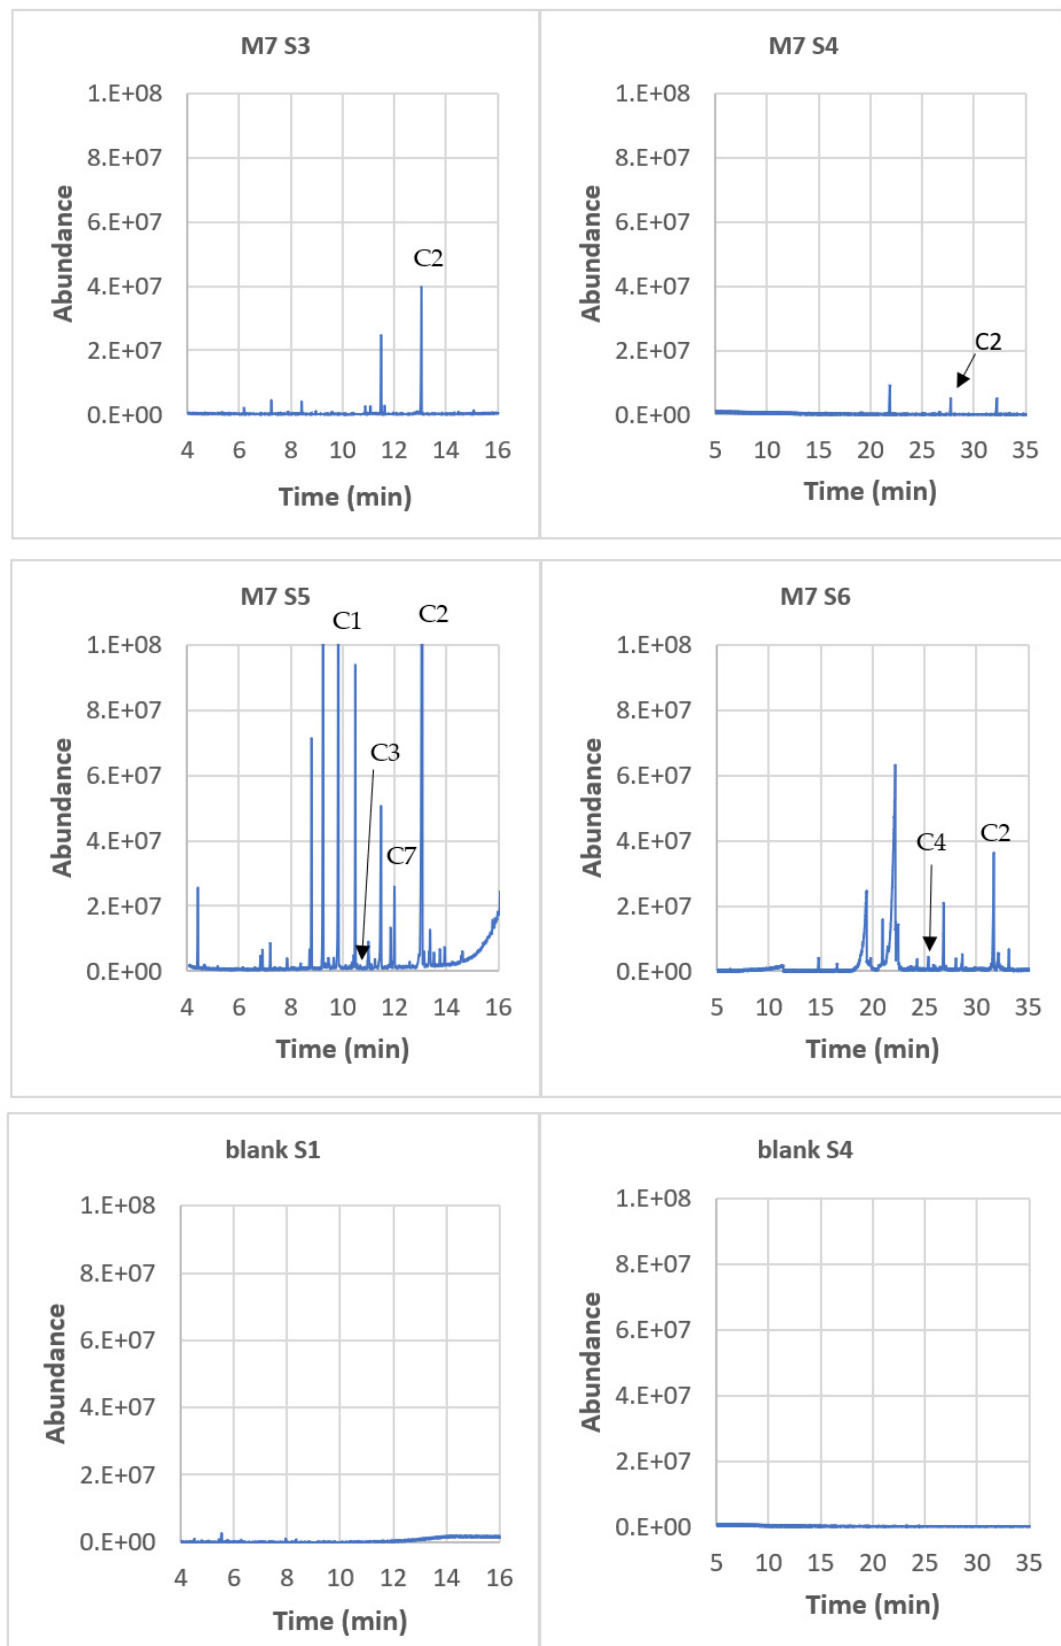 M7 S3
1.E+08
8.E+07
6.E+07
4.E+07
2.E+07
0.E+00
Abundance
C2
4 6 8 10 12 14 16
Time (min)
M7 S4
1.E+08
8.E+07
6.E+07
4.E+07
2.E+07
0.E+00
Abundance
C2
5 10 15 20 25 30 35
Time (min)
M7 S5
C1 C2
1.E+08
8.E+07
6.E+07
4.E+07
2.E+07
0.E+00
Abundance
C3
C7
4 6 8 10 12 14 16
Time (min)
M7 S6
1.E+08
8.E+07
6.E+07
4.E+07
2.E+07
0.E+00
Abundance
C4 C2
5 10 15 20 25 30 35
Time (min)
blank S1
1.E+08
8.E+07
6.E+07
4.E+07
2.E+07
0.E+00
Abundance
4 6 8 10 12 14 16
Time (min)
blank S4
1.E+08
8.E+07
6.E+07
4.E+07
2.E+07
0.E+00
Abundance
5 10 15 20 25 30 35
Time (min)